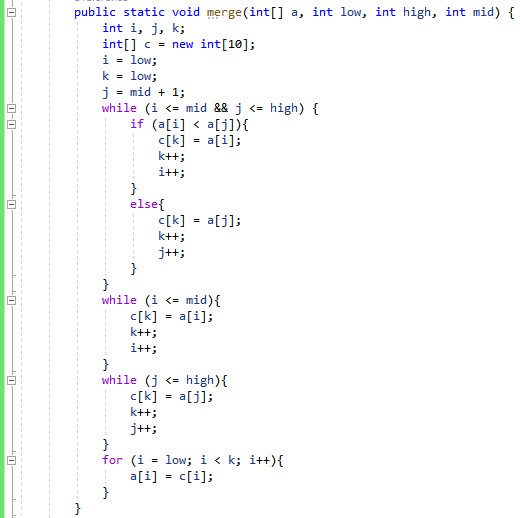 public static void merge(int[] a, int low, int high, int mid) {
int i, j, k;
int[] c = new int[10];
i = low;
k = low;
j = mid + 1;
while (i <= mid && j <= high) {
if (a[i] < a[j]){
c[k] = a[i];
k++;
i++;
}
else{
c[k] = a[j];
k++;
j++;
}
}
while (i <= mid){
c[k] = a[i];
k++;
i++;
}
while (j <= high){
c[k] = a[j];
k++;
j++;
}
for (i = low; i < k; i++){
a[i] = c[i];
}
}